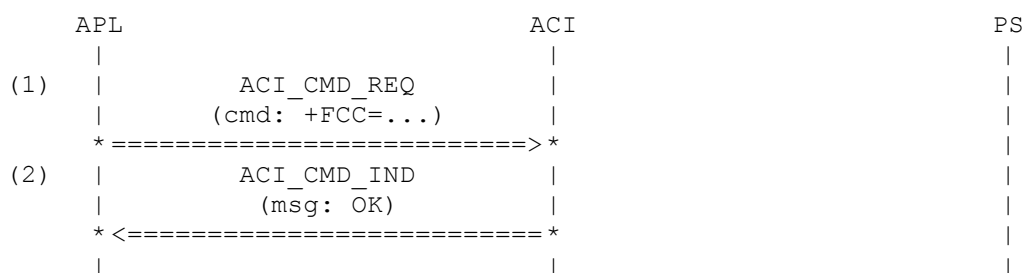 APL ACI PS
| | |
(1) | ACI_CMD_REQ | |
| (cmd: +FCC=...) | |
* ==========================> * |
(2) | ACI_CMD_IND | |
| (msg: OK) | |
* <========================== * |
| | |